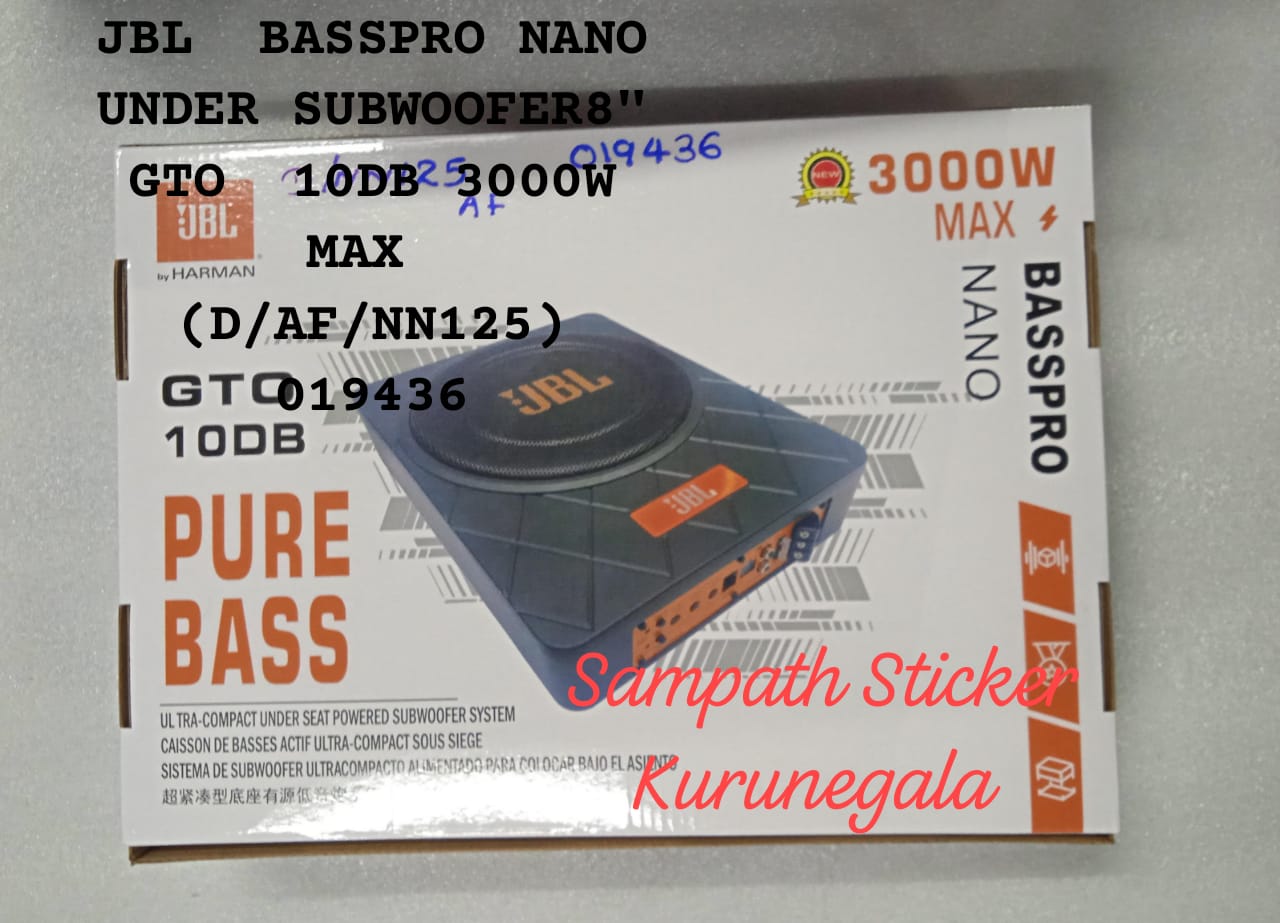 JBL BASSPRO NANO
UNDER SUBWOOFER8"
GTO 10DB 3000W
MAX
(D/AF/NN125)
019436
019436
AF
NEW
3000W
MAX
JBL
by HARMAN
BASSPRO
NANO
GTO
10DB
JBL
JBL
PURE
BASS
ULTRA-COMPACT UNDER SEAT POWERED SUBWOOFER SYSTEM
CAISSON DE BASSES ACTIF ULTRA-COMPACT SOUS SIEGE
SISTEMA DE SUBWOOFER ULTRACOMPACTO ALIMENTADO PARA COLOCAR BAJO EL ASIENTO
超紧凑型底座有源低音
Sampath Sticker
Kurunegala